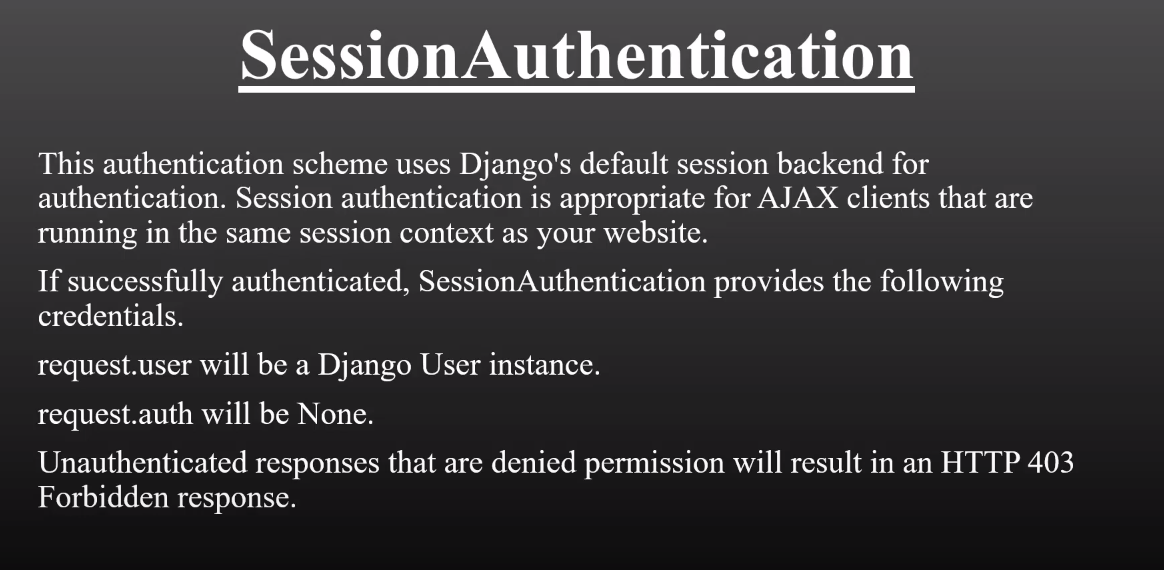 SessionAuthentication
This authentication scheme uses Django's default session backend for
authentication. Session authentication is appropriate for AJAX clients that are
running in the same session context as your website.
If successfully authenticated, SessionAuthentication provides the following
credentials.
request.user will be a Django User instance.
request.auth will be None.
Unauthenticated responses that are denied permission will result in an HTTP 403
Forbidden response.